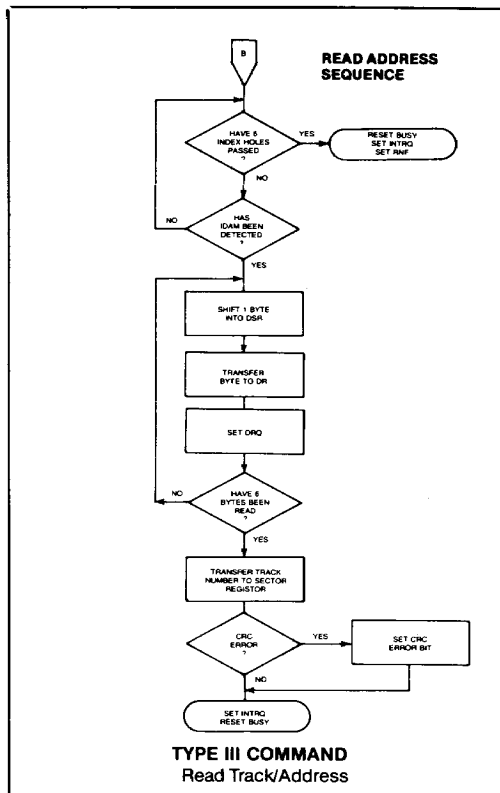 B
READ ADDRESS
SEQUENCE
HAVE 6
INDEX HOLES
PASSED
?
YES
RESET BUSY
SET INTRQ
SET RNF
NO
HAS
IDAM BEEN
DETECTED
?
NO
YES
SHIFT 1 BYTE
INTO DSR
TRANSFER
BYTE TO DR
SET DRQ
HAVE 6
BYTES BEEN
READ
?
NO
YES
TRANSFER TRACK
NUMBER TO SECTOR
REGISTOR
CRC
ERROR
?
YES
SET CRC
ERROR BIT
NO
SET INTRQ
RESET BUSY
TYPE III COMMAND
Read Track/Address